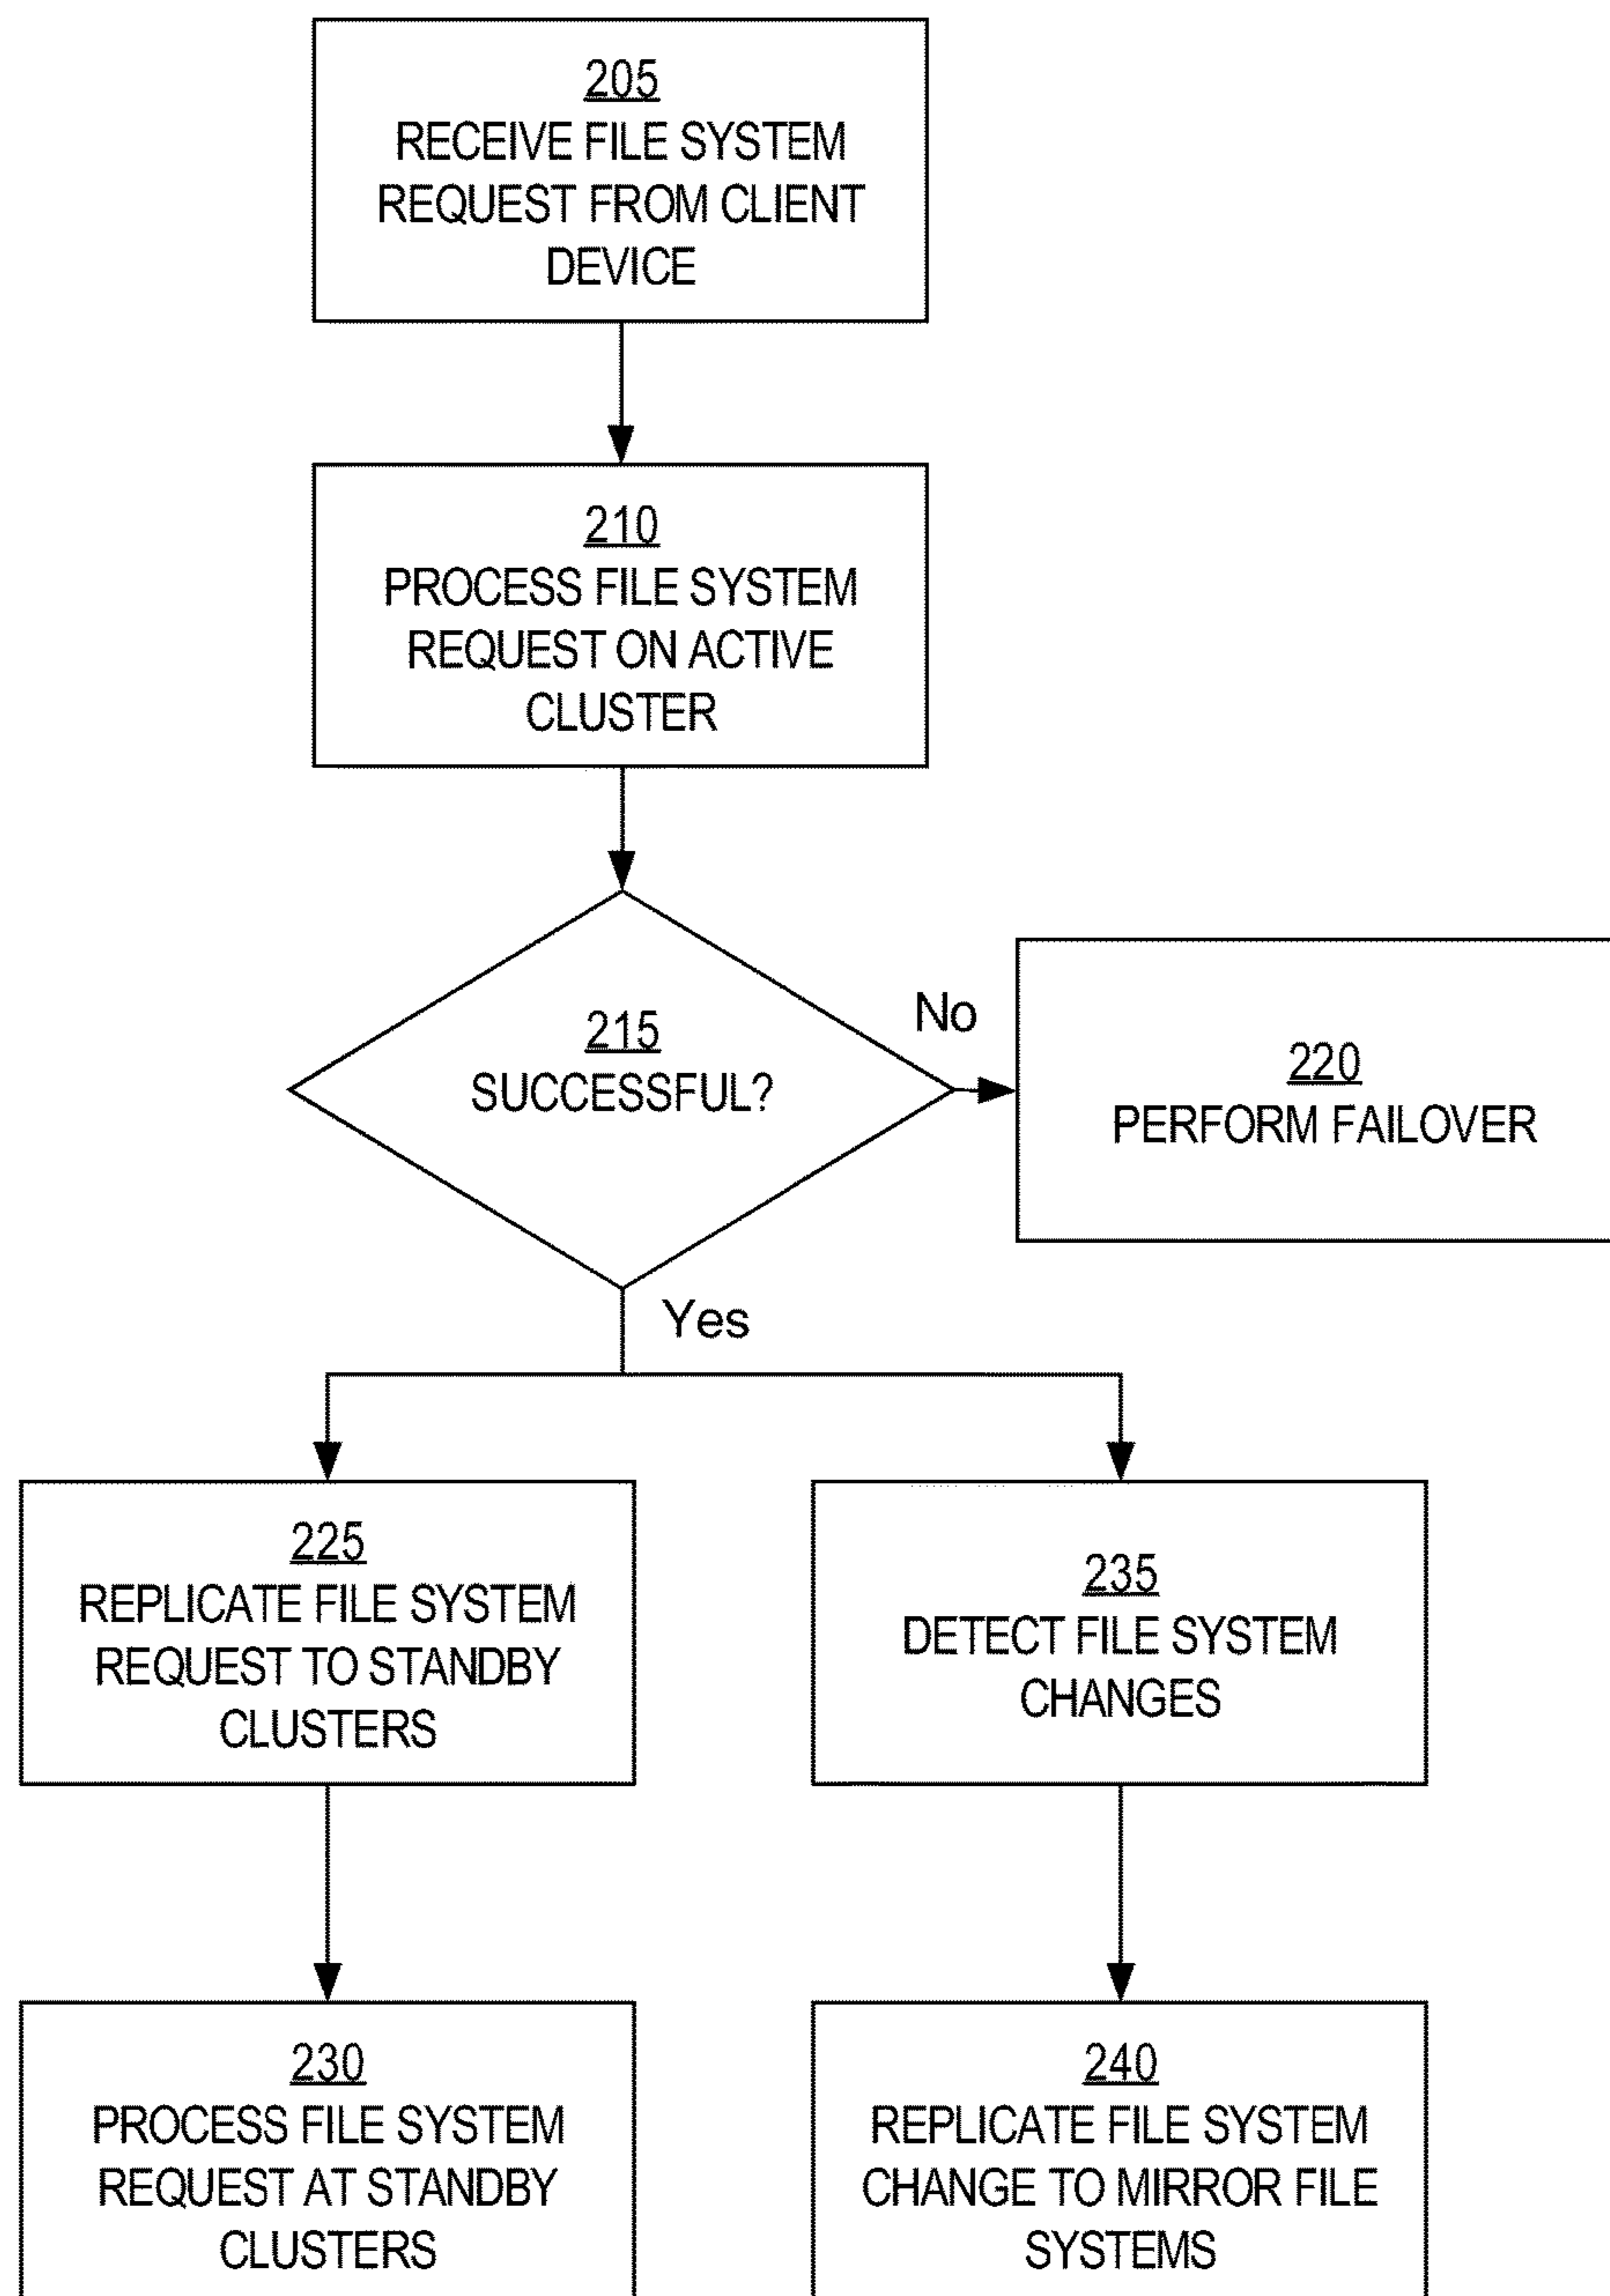 205
RECEIVE FILE SYSTEM
REQUEST FROM CLIENT
DEVICE
210
PROCESS FILE SYSTEM
REQUEST ON ACTIVE
CLUSTER
215
SUCCESSFUL?
No
220
PERFORM FAILOVER
Yes
225
REPLICATE FILE SYSTEM
REQUEST TO STANDBY
CLUSTERS
235
DETECT FILE SYSTEM
CHANGES
230
PROCESS FILE SYSTEM
REQUEST AT STANDBY
CLUSTERS
240
REPLICATE FILE SYSTEM
CHANGE TO MIRROR FILE
SYSTEMS